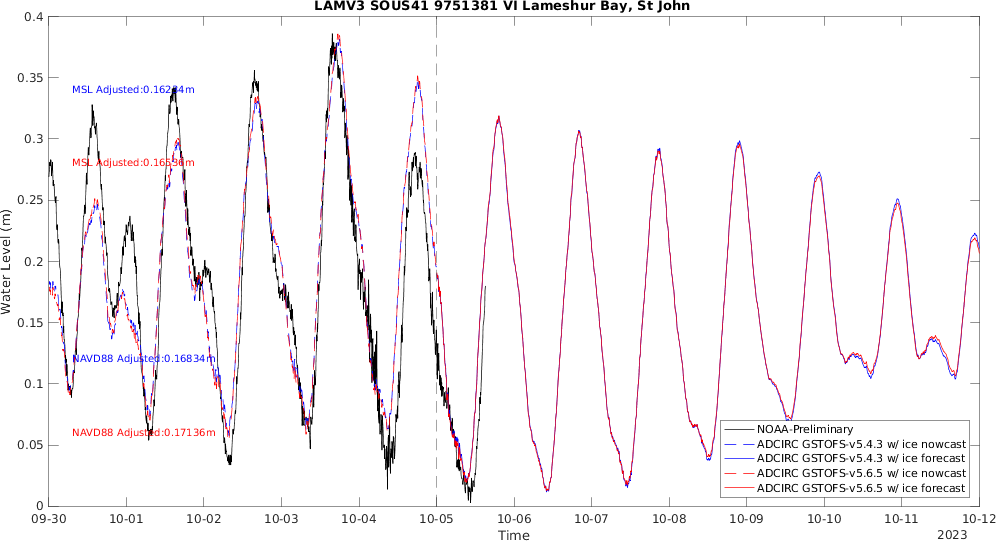 LAMV3 SOUS41 9751381 VI Lameshur Bay, St John
0.4
0.35
0.3
0.25
0.2
0.15
0.1
0.05
0
Water Level (m)
MSL Adjusted:0.16234m
MSL Adjusted:0.16536m
NAVD88 Adjusted:0.16834m
NAVD88 Adjusted:0.17136m
NOAA-Preliminary
ADCIRC GSTOFS-v5.4.3 w/ ice nowcast
ADCIRC GSTOFS-v5.4.3 w/ ice forecast
ADCIRC GSTOFS-v5.6.5 w/ ice nowcast
ADCIRC GSTOFS-v5.6.5 w/ ice forecast
09-30 10-01 10-02 10-03 10-04 10-05 10-06 10-07 10-08 10-09 10-10 10-11 10-12
Time
2023